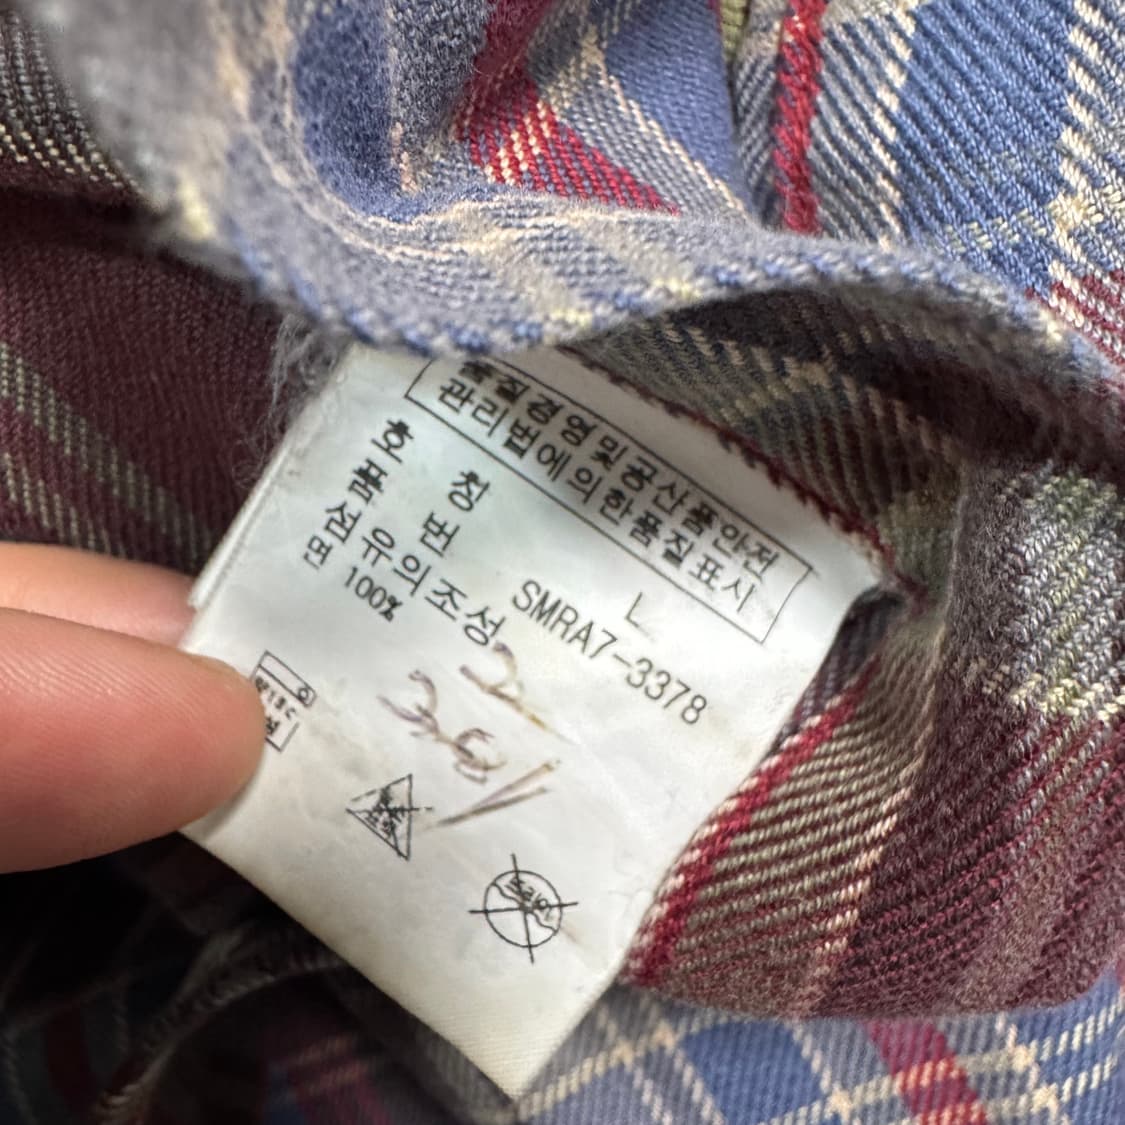 품질경영및공산품안전
관리법에의한품질표시
호 칭 L
품 번 SMRA7-3378
섬 유의조성
면 100%